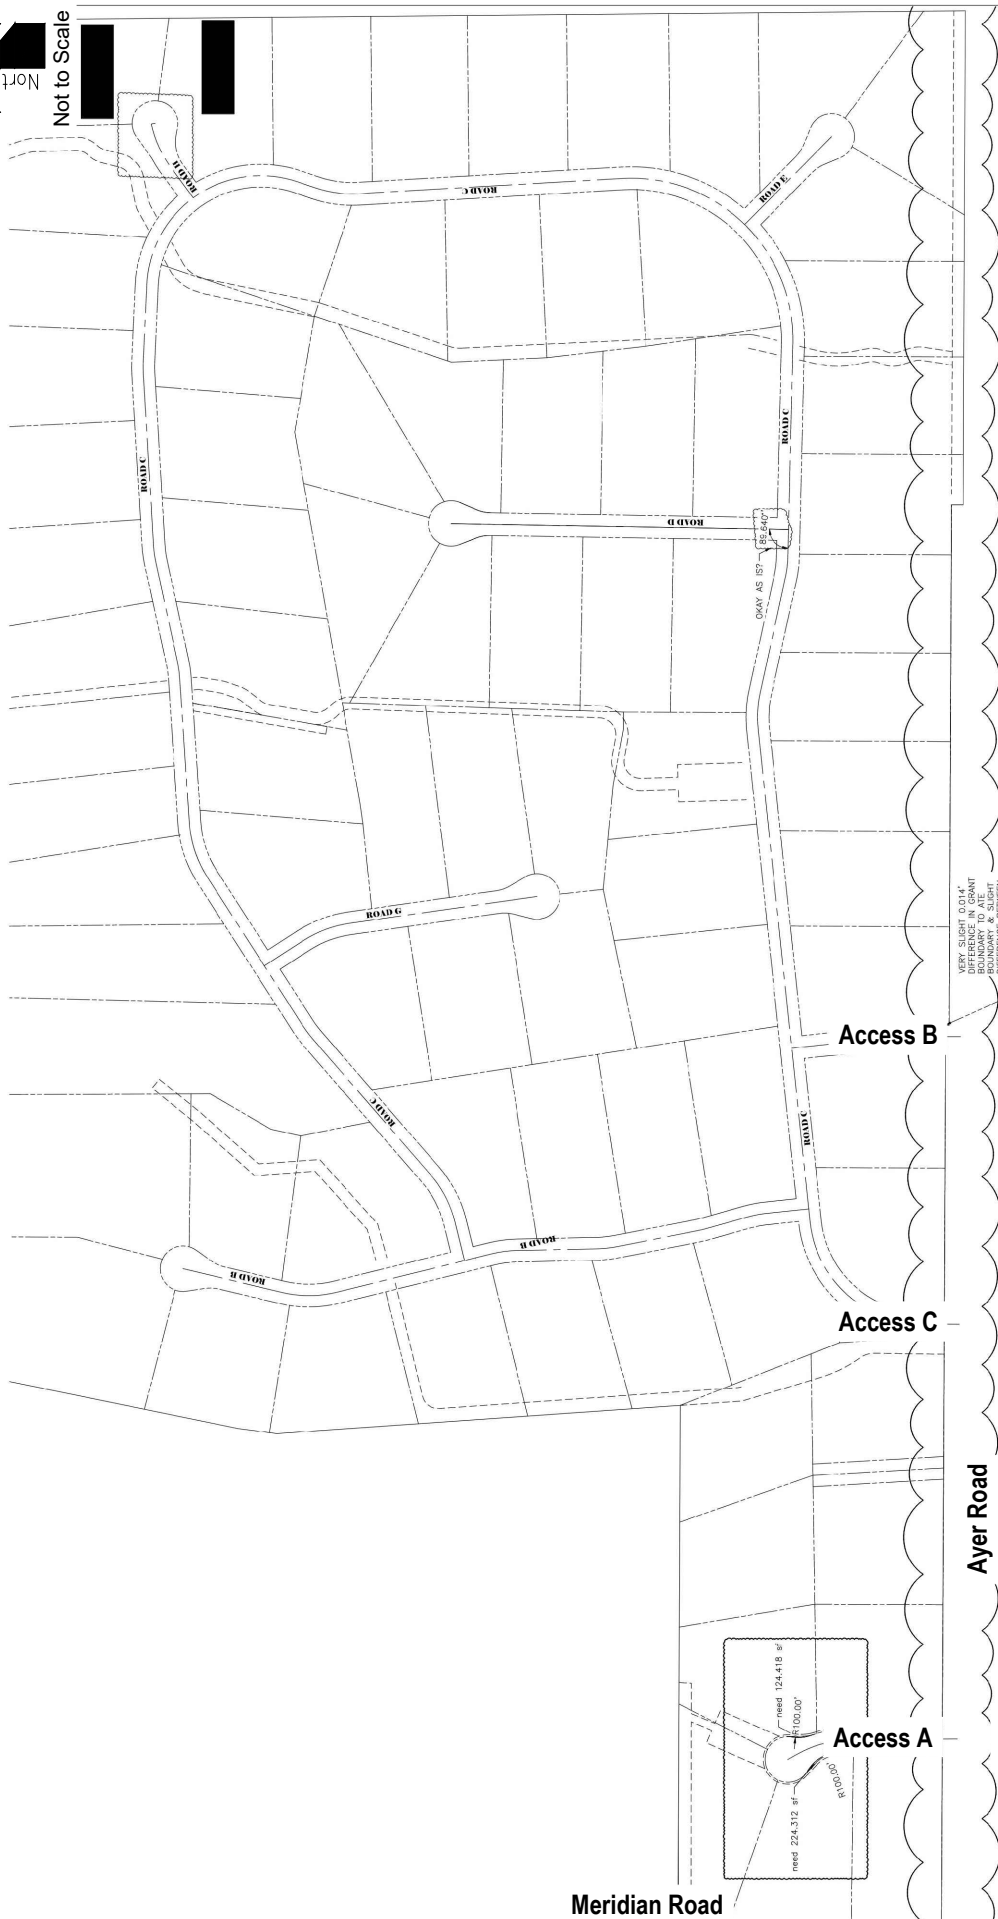 Not to Scale
Nort
ROAD H
ROAD C
ROAD E
ROAD C
ROAD C
ROAD D
89.640°
OKAY AS IS?
ROAD G
VERY SLIGHT 0.014'
DIFFERENCE IN GRANT
BOUNDARY TO ATE
BOUNDARY & SLIGHT
Access B
ROAD C
ROAD C
ROAD B
ROAD B
Access C
Ayer Road
need 124.418 sf
R100.00'
Access A
R100.00'
need 224.312 sf
Meridian Road